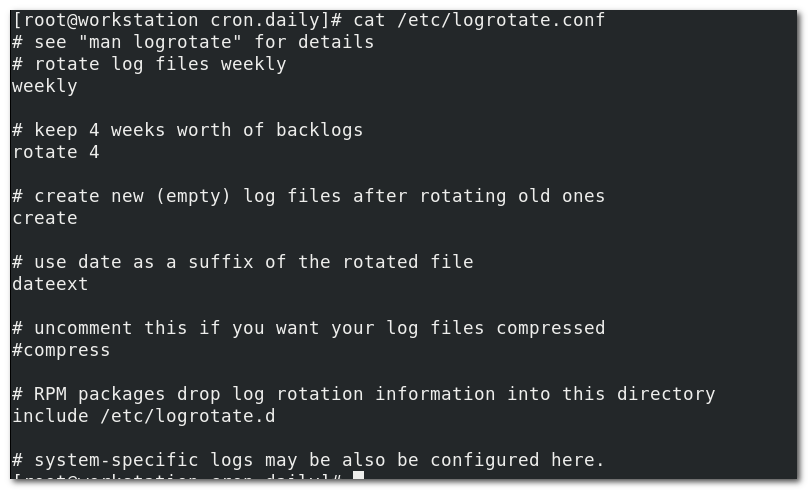 [root@workstation cron.daily]# cat /etc/logrotate.conf
# see "man logrotate" for details
# rotate log files weekly
weekly
# keep 4 weeks worth of backlogs
rotate 4
# create new (empty) log files after rotating old ones
create
# use date as a suffix of the rotated file
dateext
# uncomment this if you want your log files compressed
#compress
# RPM packages drop log rotation information into this directory
include /etc/logrotate.d
# system-specific logs may be also be configured here.
[root@workstation cron.daily]#